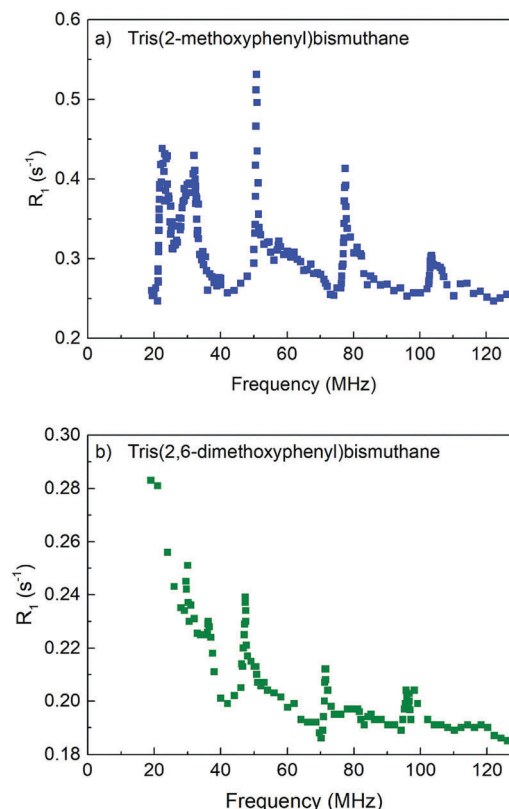 a) Tris(2-methoxyphenyl)bismuthane
0.6
0.5
0.4
0.3
0.2
R₁ (s⁻¹)
0 20 40 60 80 100 120
Frequency (MHz)
b) Tris(2,6-dimethoxyphenyl)bismuthane
0.30
0.28
0.26
0.24
0.22
0.20
0.18
R₁ (s⁻¹)
0 20 40 60 80 100 120
Frequency (MHz)